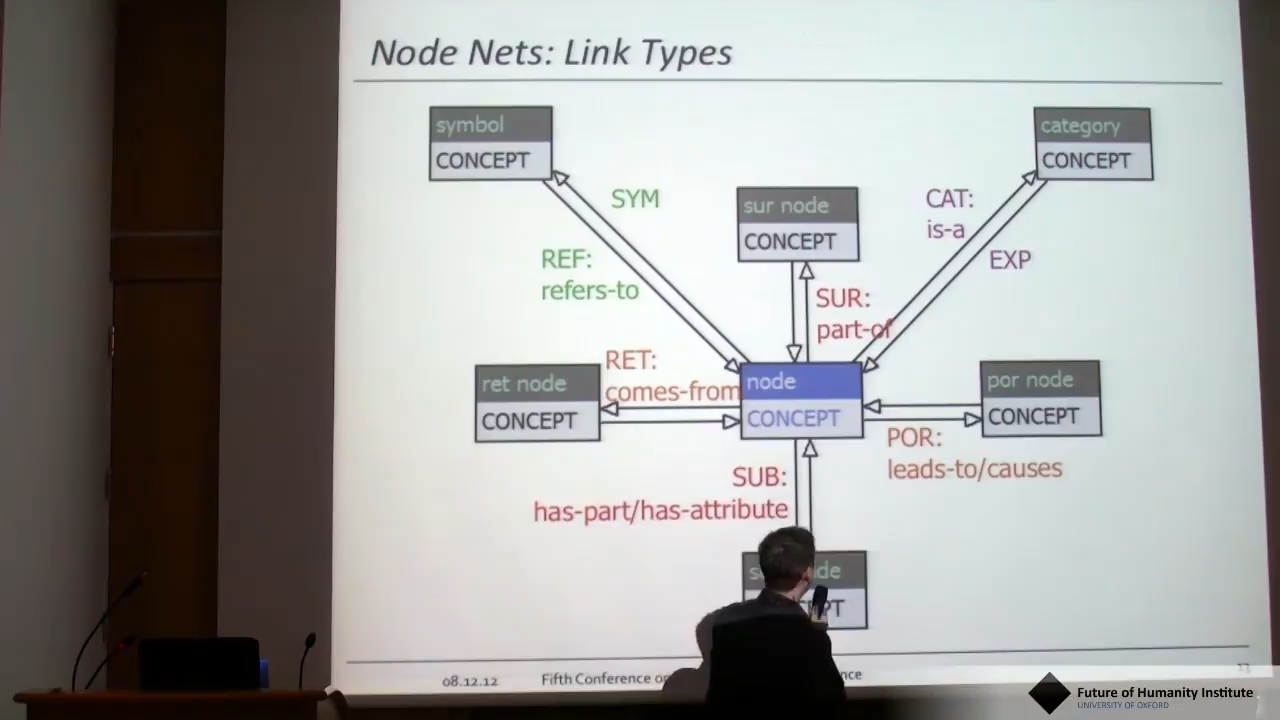 Node Nets: Link Types
symbol
CONCEPT
category
CONCEPT
SYM
sur node
CONCEPT
CAT:
is-a
REF:
refers-to
EXP
SUR:
part-of
RET:
comes-from
ret node
CONCEPT
node
CONCEPT
por node
CONCEPT
POR:
leads-to/causes
SUB:
has-part/has-attribute
08.12.12
Fifth Conference
13
Future of Humanity Institute
UNIVERSITY OF OXFORD